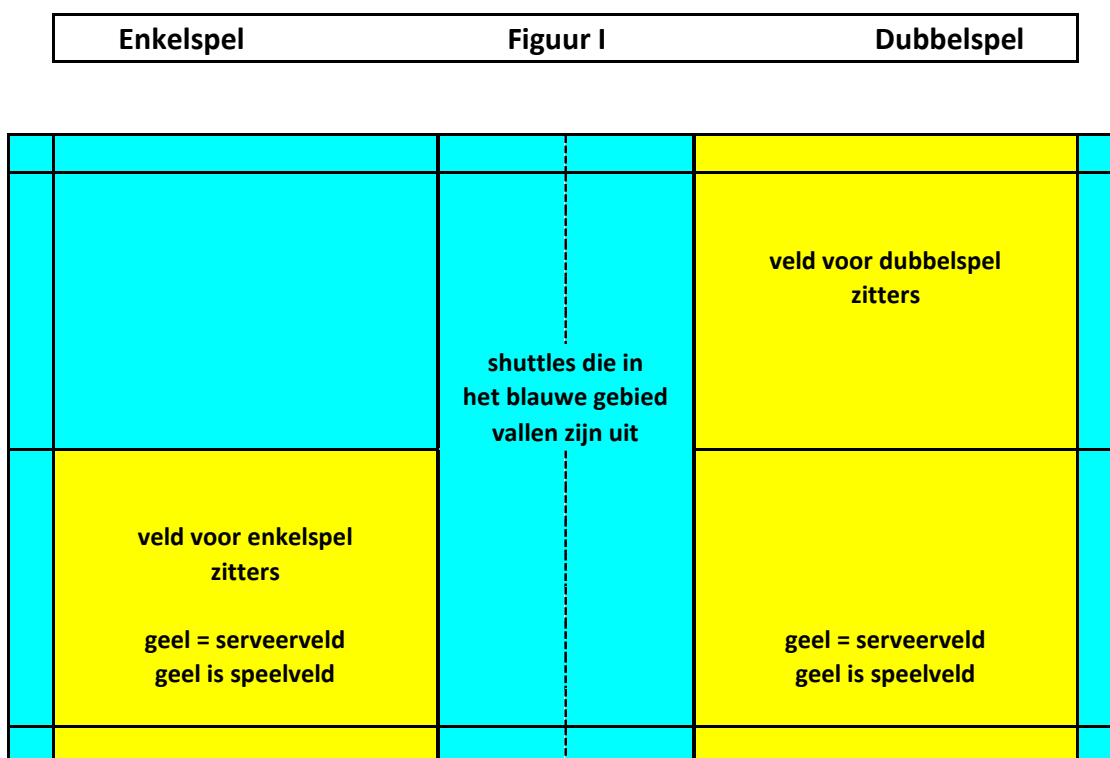 Enkelspel Figuur I Dubbelspel
veld voor dubbelspel
zitters
shuttles die in
het blauwe gebied
vallen zijn uit
veld voor enkelspel
zitters
geel = serveerveld
geel is speelveld
geel = serveerveld
geel is speelveld